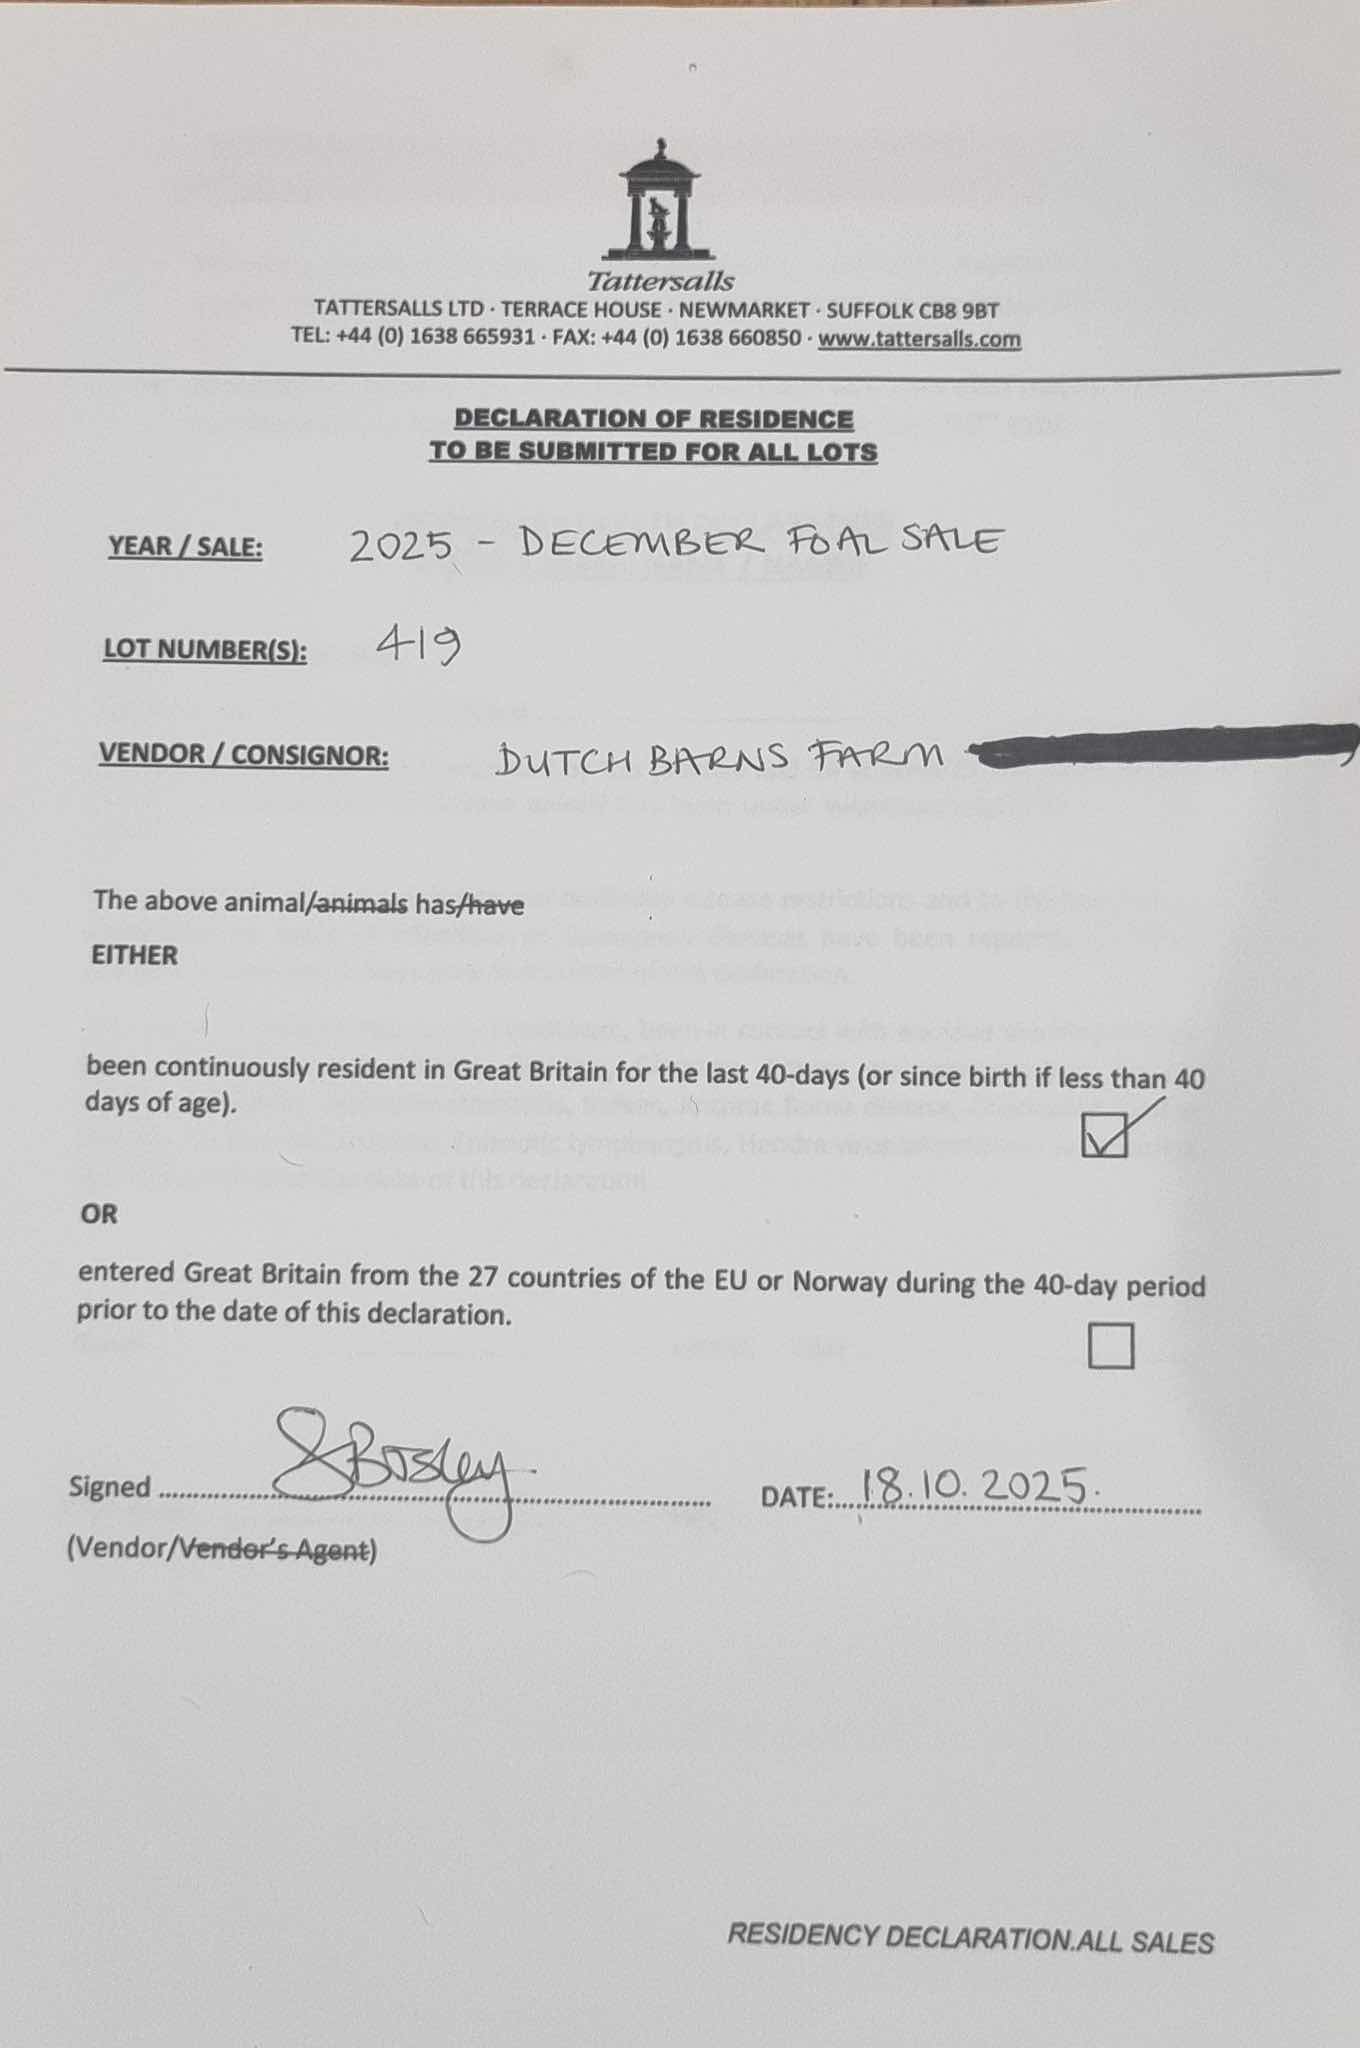 Tattersalls
TATTERSALLS LTD · TERRACE HOUSE · NEWMARKET · SUFFOLK CB8 9BT
TEL: +44 (0) 1638 665931 · FAX: +44 (0) 1638 660850 · www.tattersalls.com
DECLARATION OF RESIDENCE
TO BE SUBMITTED FOR ALL LOTS
YEAR / SALE: 2025 - DECEMBER FOAL SALE
LOT NUMBER(S): 419
VENDOR / CONSIGNOR: DUTCH BARNS FARM
The above animal/animals has/have
EITHER
been continuously resident in Great Britain for the last 40-days (or since birth if less than 40
days of age).
OR
entered Great Britain from the 27 countries of the EU or Norway during the 40-day period
prior to the date of this declaration.
Signed SBosley DATE: 18.10.2025.
(Vendor/Vendor's Agent)
RESIDENCY DECLARATION.ALL SALES